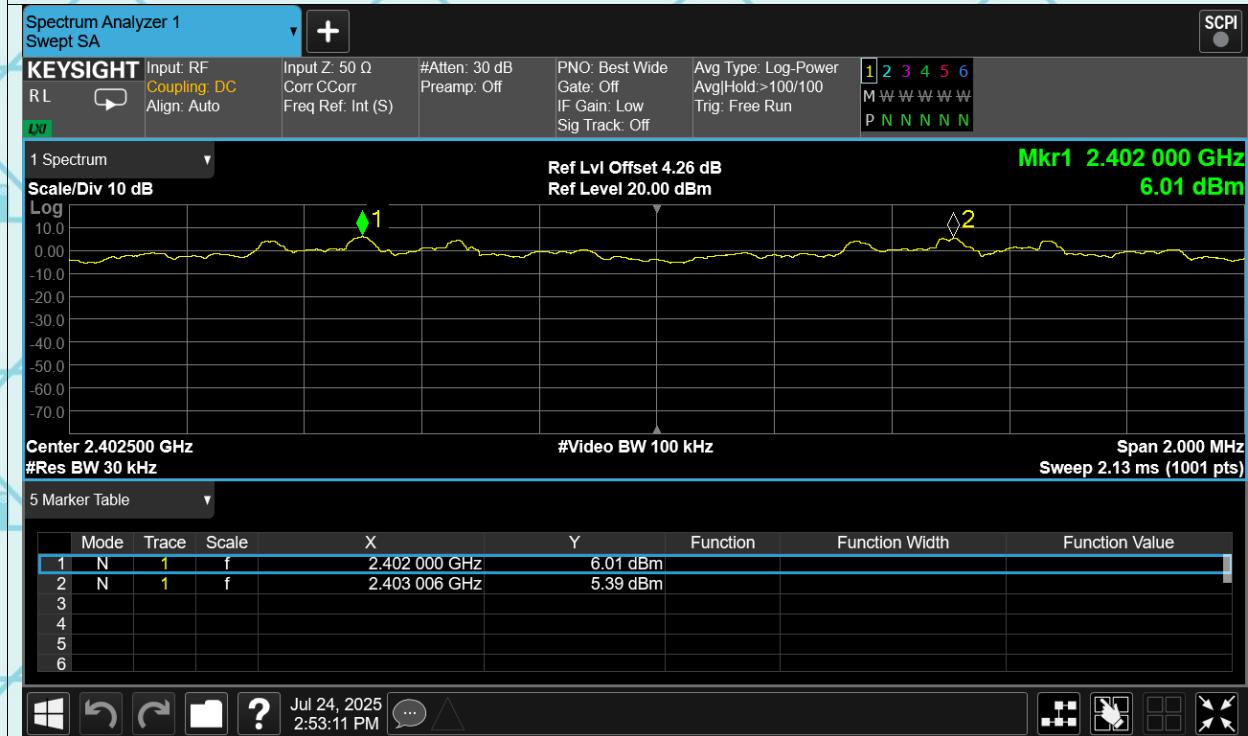 Spectrum Analyzer 1
Swept SA
▼
+
SCPI
KEYSIGHT
RL
LXI
Input: RF
Coupling: DC
Align: Auto
Input Z: 50 Ω
Corr CCorr
Freq Ref: Int (S)
#Atten: 30 dB
Preamp: Off
PNO: Best Wide
Gate: Off
IF Gain: Low
Sig Track: Off
Avg Type: Log-Power
Avg|Hold:>100/100
Trig: Free Run
1 2 3 4 5 6
M W W W W W
P N N N N N
1 Spectrum ▼
Scale/Div 10 dB
Ref Lvl Offset 4.26 dB
Ref Level 20.00 dBm
Mkr1 2.402 000 GHz
6.01 dBm
Log
10.0
0.00
-10.0
-20.0
-30.0
-40.0
-50.0
-60.0
-70.0
1
2
Center 2.402500 GHz
#Video BW 100 kHz
Span 2.000 MHz
#Res BW 30 kHz
Sweep 2.13 ms (1001 pts)
5 Marker Table ▼
Mode Trace Scale X Y Function Function Width Function Value
1 N 1 f 2.402 000 GHz 6.01 dBm
2 N 1 f 2.403 006 GHz 5.39 dBm
3
4
5
6
?
Jul 24, 2025
2:53:11 PM